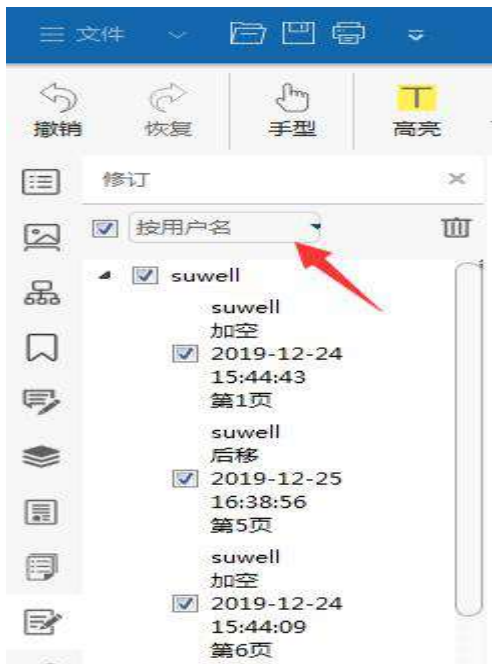 文件
撤销 恢复 手型 高亮
修订
按用户名
suwell
suwell
加空
2019-12-24
15:44:43
第1页
suwell
后移
2019-12-25
16:38:56
第5页
suwell
加空
2019-12-24
15:44:09
第6页